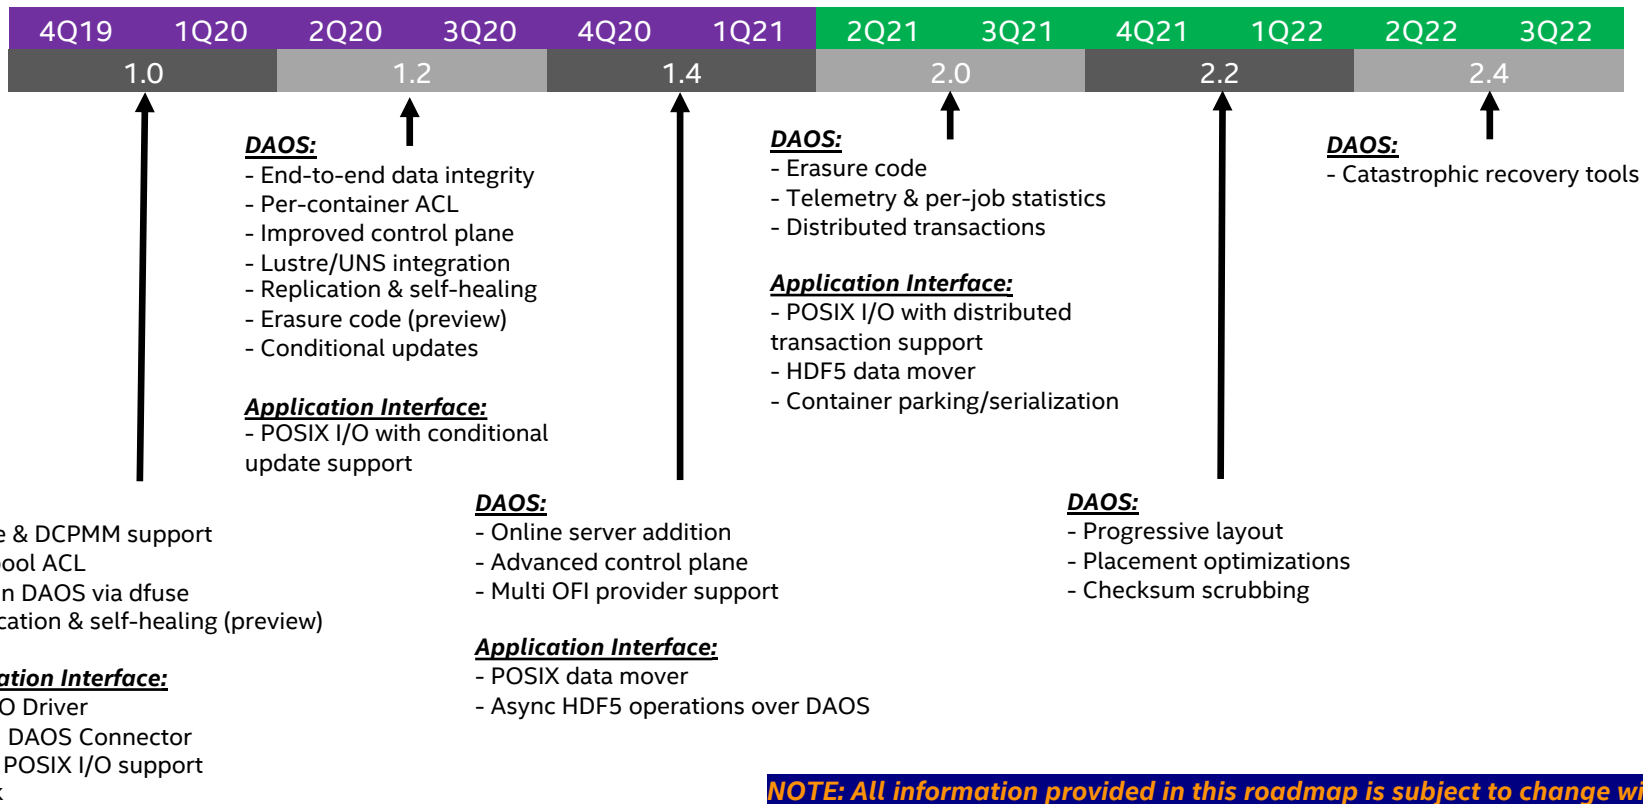 4Q19 1Q20 2Q20 3Q20 4Q20 1Q21 2Q21 3Q21 4Q21 1Q22 2Q22 3Q22
1.0 1.2 1.4 2.0 2.2 2.4
DAOS:
- End-to-end data integrity
- Per-container ACL
- Improved control plane
- Lustre/UNS integration
- Replication & self-healing
- Erasure code (preview)
- Conditional updates
Application Interface:
- POSIX I/O with conditional
update support
DAOS:
- Erasure code
- Telemetry & per-job statistics
- Distributed transactions
Application Interface:
- POSIX I/O with distributed
transaction support
- HDF5 data mover
- Container parking/serialization
DAOS:
- Catastrophic recovery tools
& DCPMM support
ACL
DAOS via dfuse
& self-healing (preview)
Interface:
Driver
DAOS Connector
POSIX I/O support
DAOS:
- Online server addition
- Advanced control plane
- Multi OFI provider support
Application Interface:
- POSIX data mover
- Async HDF5 operations over DAOS
DAOS:
- Progressive layout
- Placement optimizations
- Checksum scrubbing
NOTE: All information provided in this roadmap is subject to change